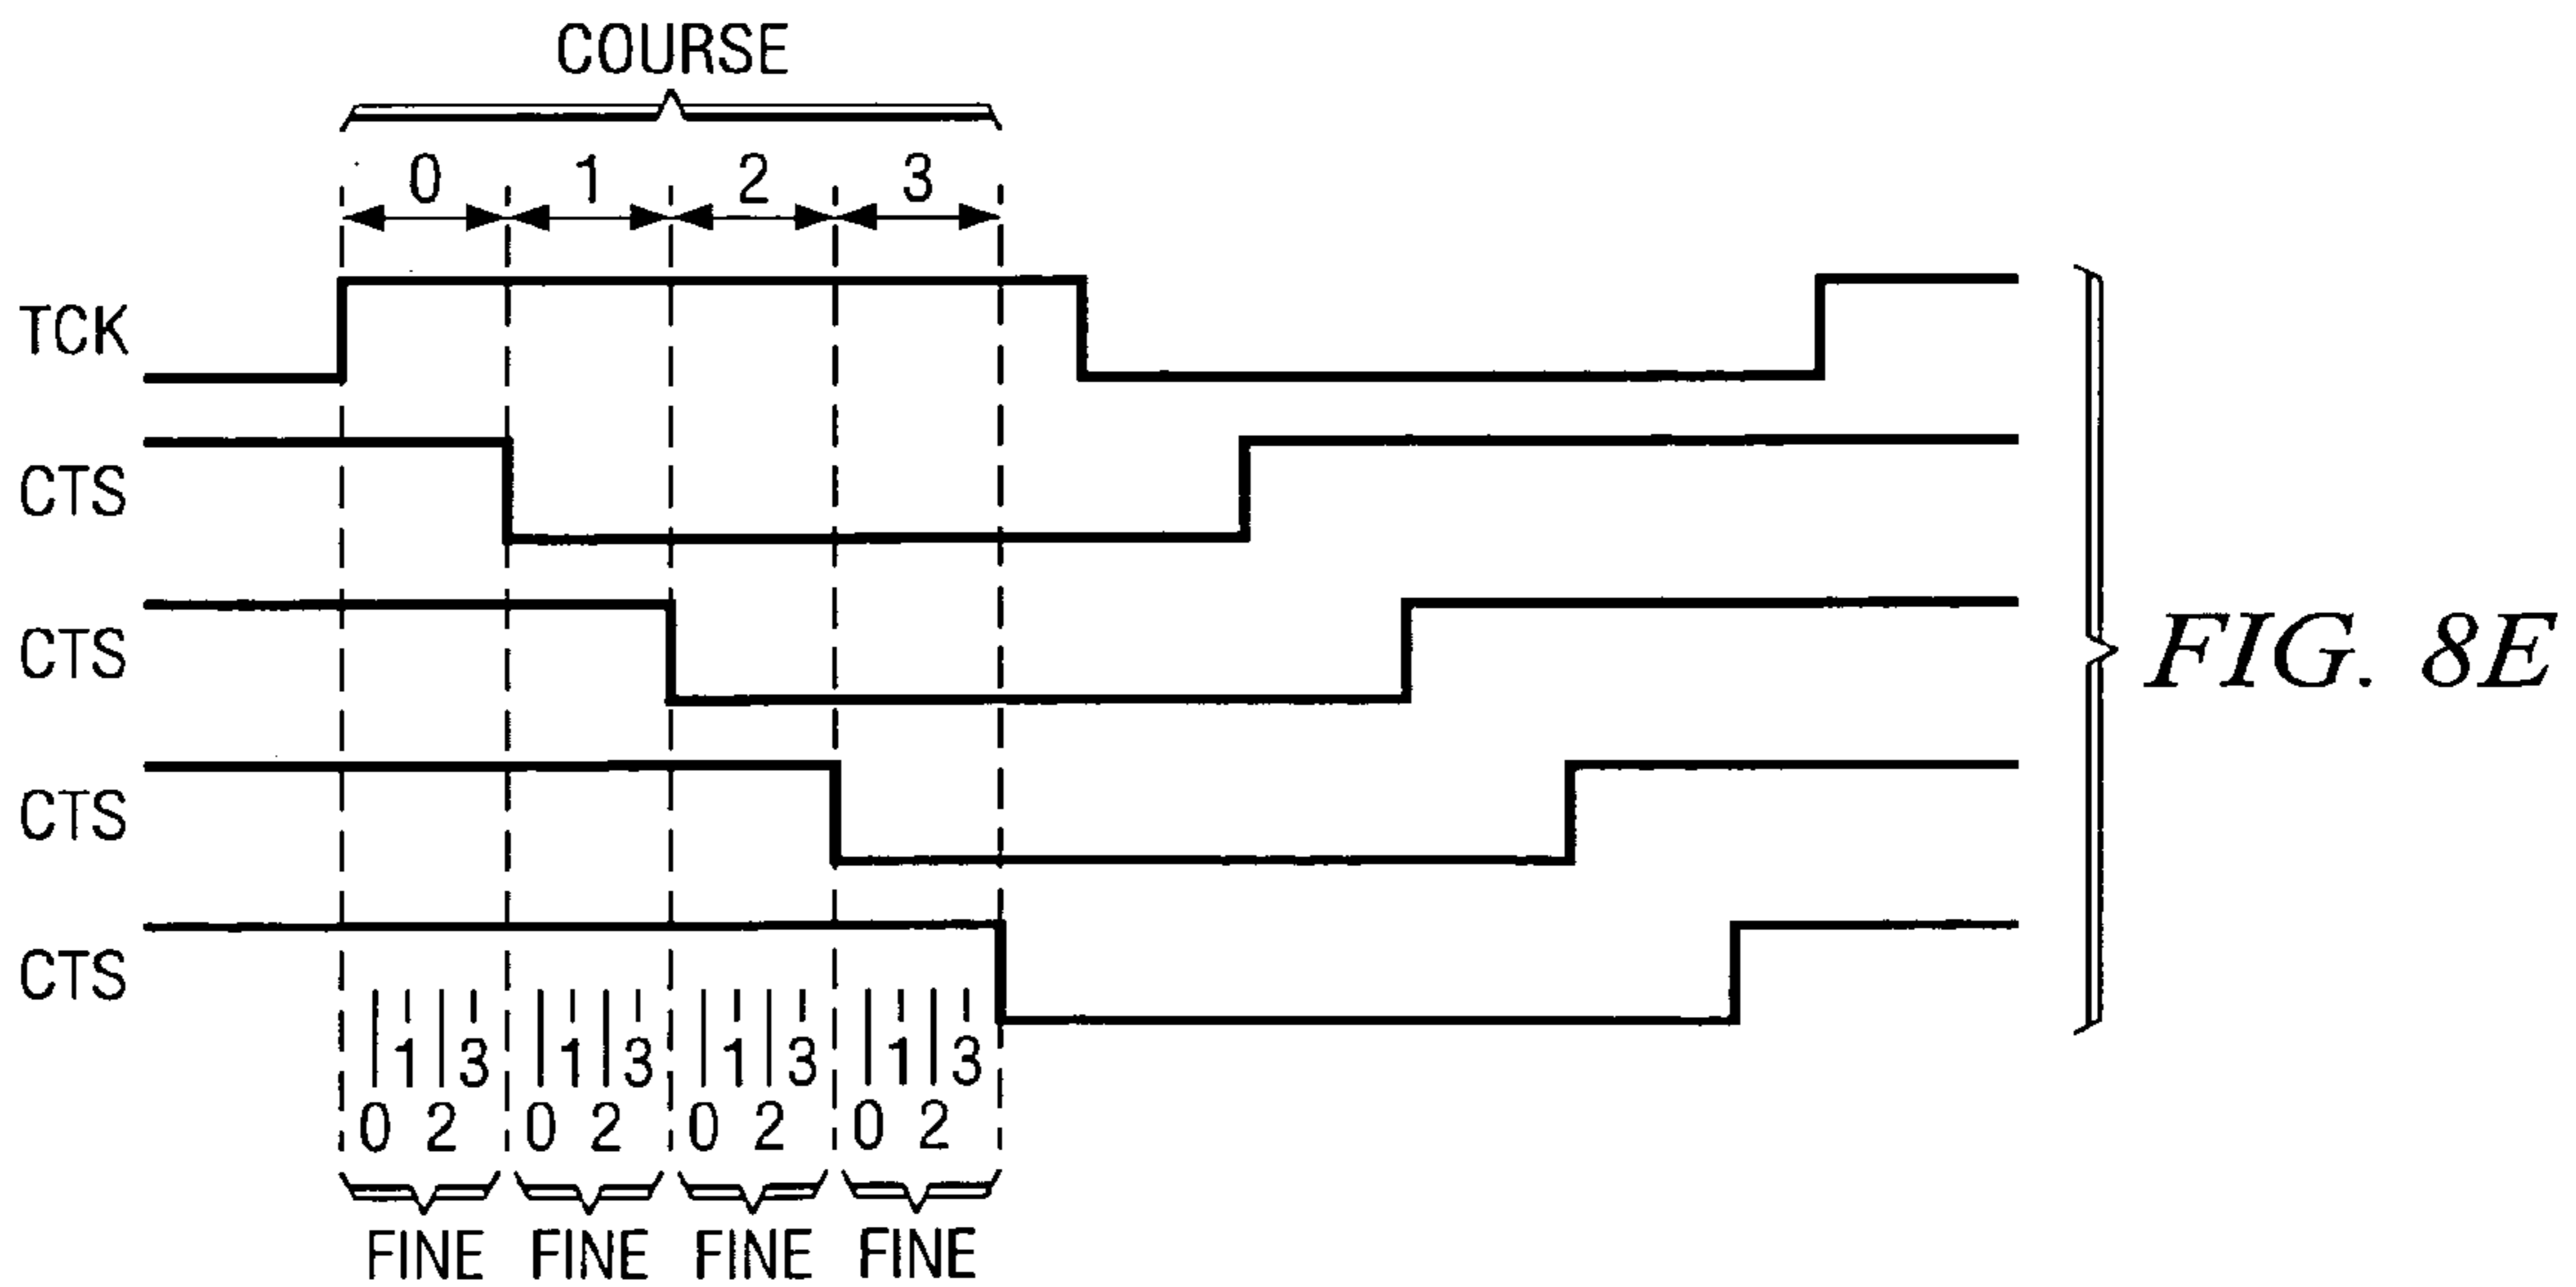 COURSE
0 1 2 3
TCK
CTS
CTS
CTS
CTS
FIG. 8E
1 3 1 3 1 3 1 3
0 2 0 2 0 2 0 2
FINE FINE FINE FINE